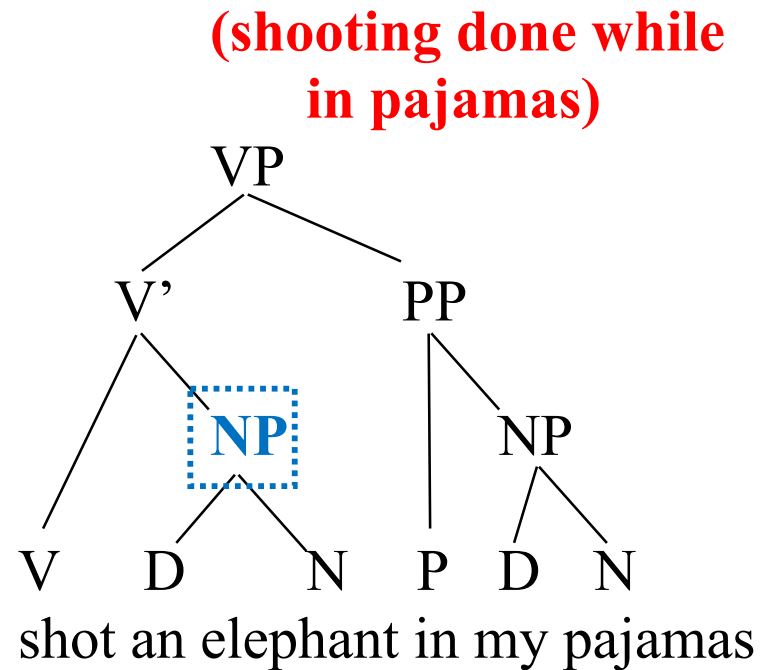 (shooting done while
in pajamas)
VP
V’ PP
NP NP
V D N P D N
shot an elephant in my pajamas